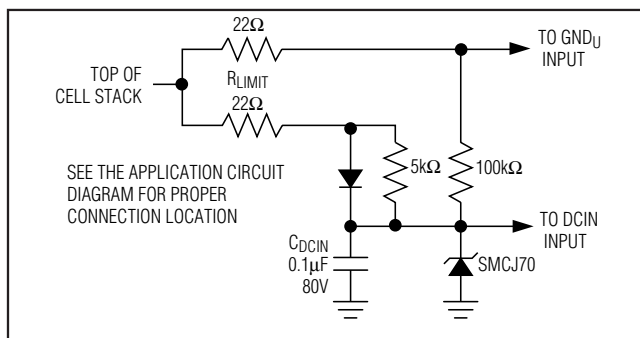 22Ω
TO GNDU
INPUT
TOP OF
CELL STACK
RLIMIT
22Ω
SEE THE APPLICATION CIRCUIT
DIAGRAM FOR PROPER
CONNECTION LOCATION
5kΩ
100kΩ
TO DCIN
INPUT
CDCIN
0.1µF
80V
SMCJ70